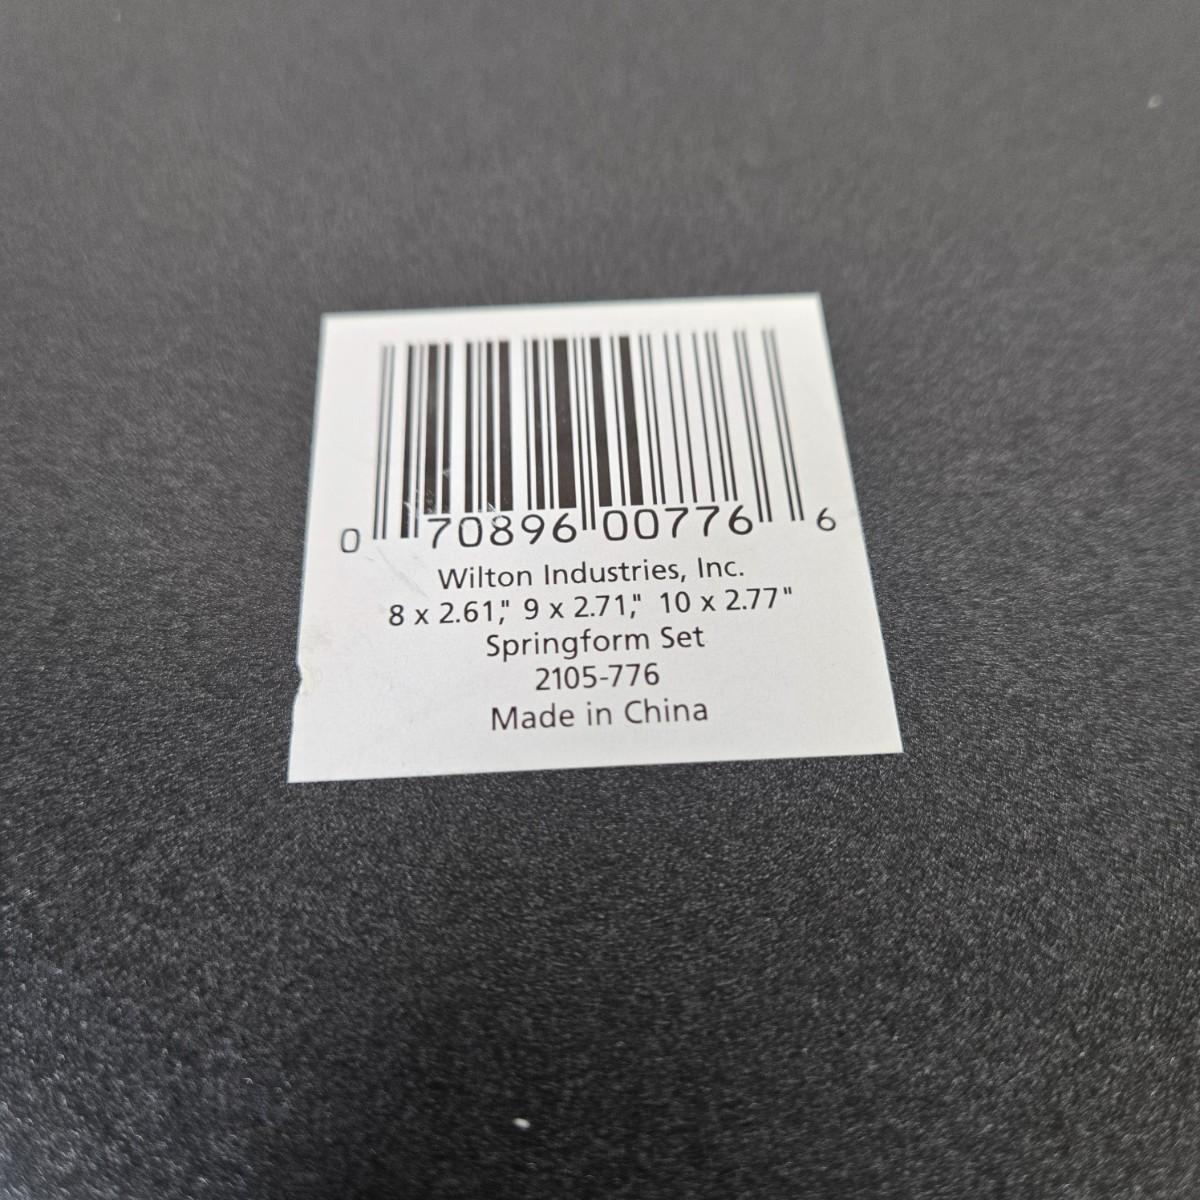 0 70896 00776 6
Wilton Industries, Inc.
8 x 2.61," 9 x 2.71," 10 x 2.77"
Springform Set
2105-776
Made in China